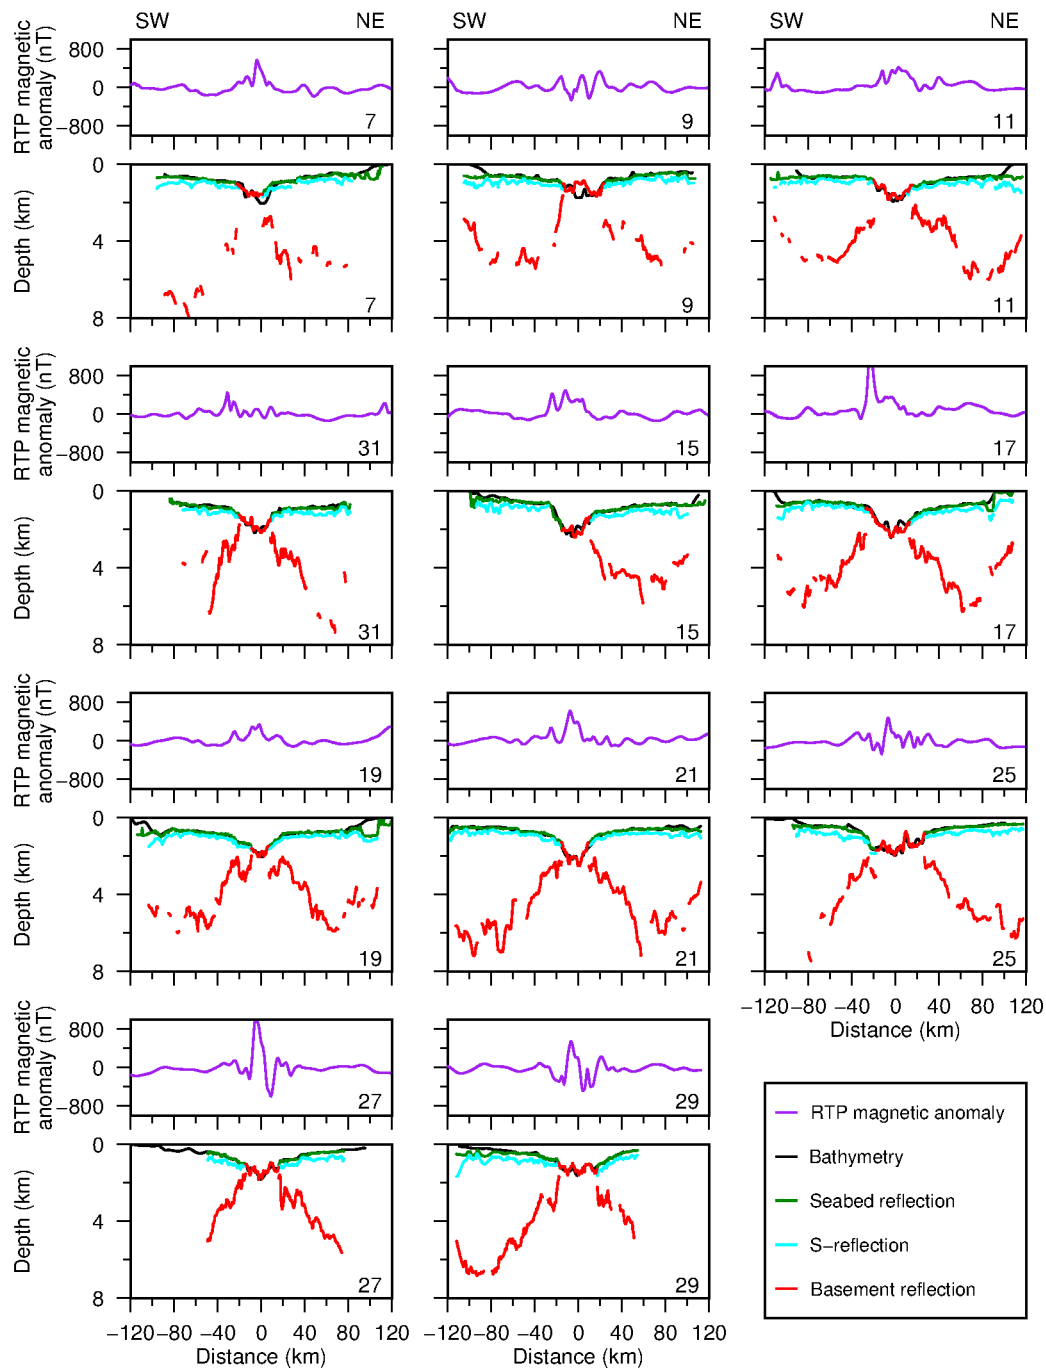 SW NE SW NE SW NE
RTP magnetic
anomaly (nT)
800
0
−800
7 9 11
Depth (km)
0
4
8
7 9 11
RTP magnetic
anomaly (nT)
800
0
−800
31 15 17
Depth (km)
0
4
8
31 15 17
RTP magnetic
anomaly (nT)
800
0
−800
19 21 25
Depth (km)
0
4
8
19 21 25
−120 −80 −40 0 40 80 120
Distance (km)
RTP magnetic
anomaly (nT)
800
0
−800
27 29
Depth (km)
0
4
8
27 29
−120 −80 −40 0 40 80 120 −120 −80 −40 0 40 80 120
Distance (km) Distance (km)
RTP magnetic anomaly
Bathymetry
Seabed reflection
S−reflection
Basement reflection